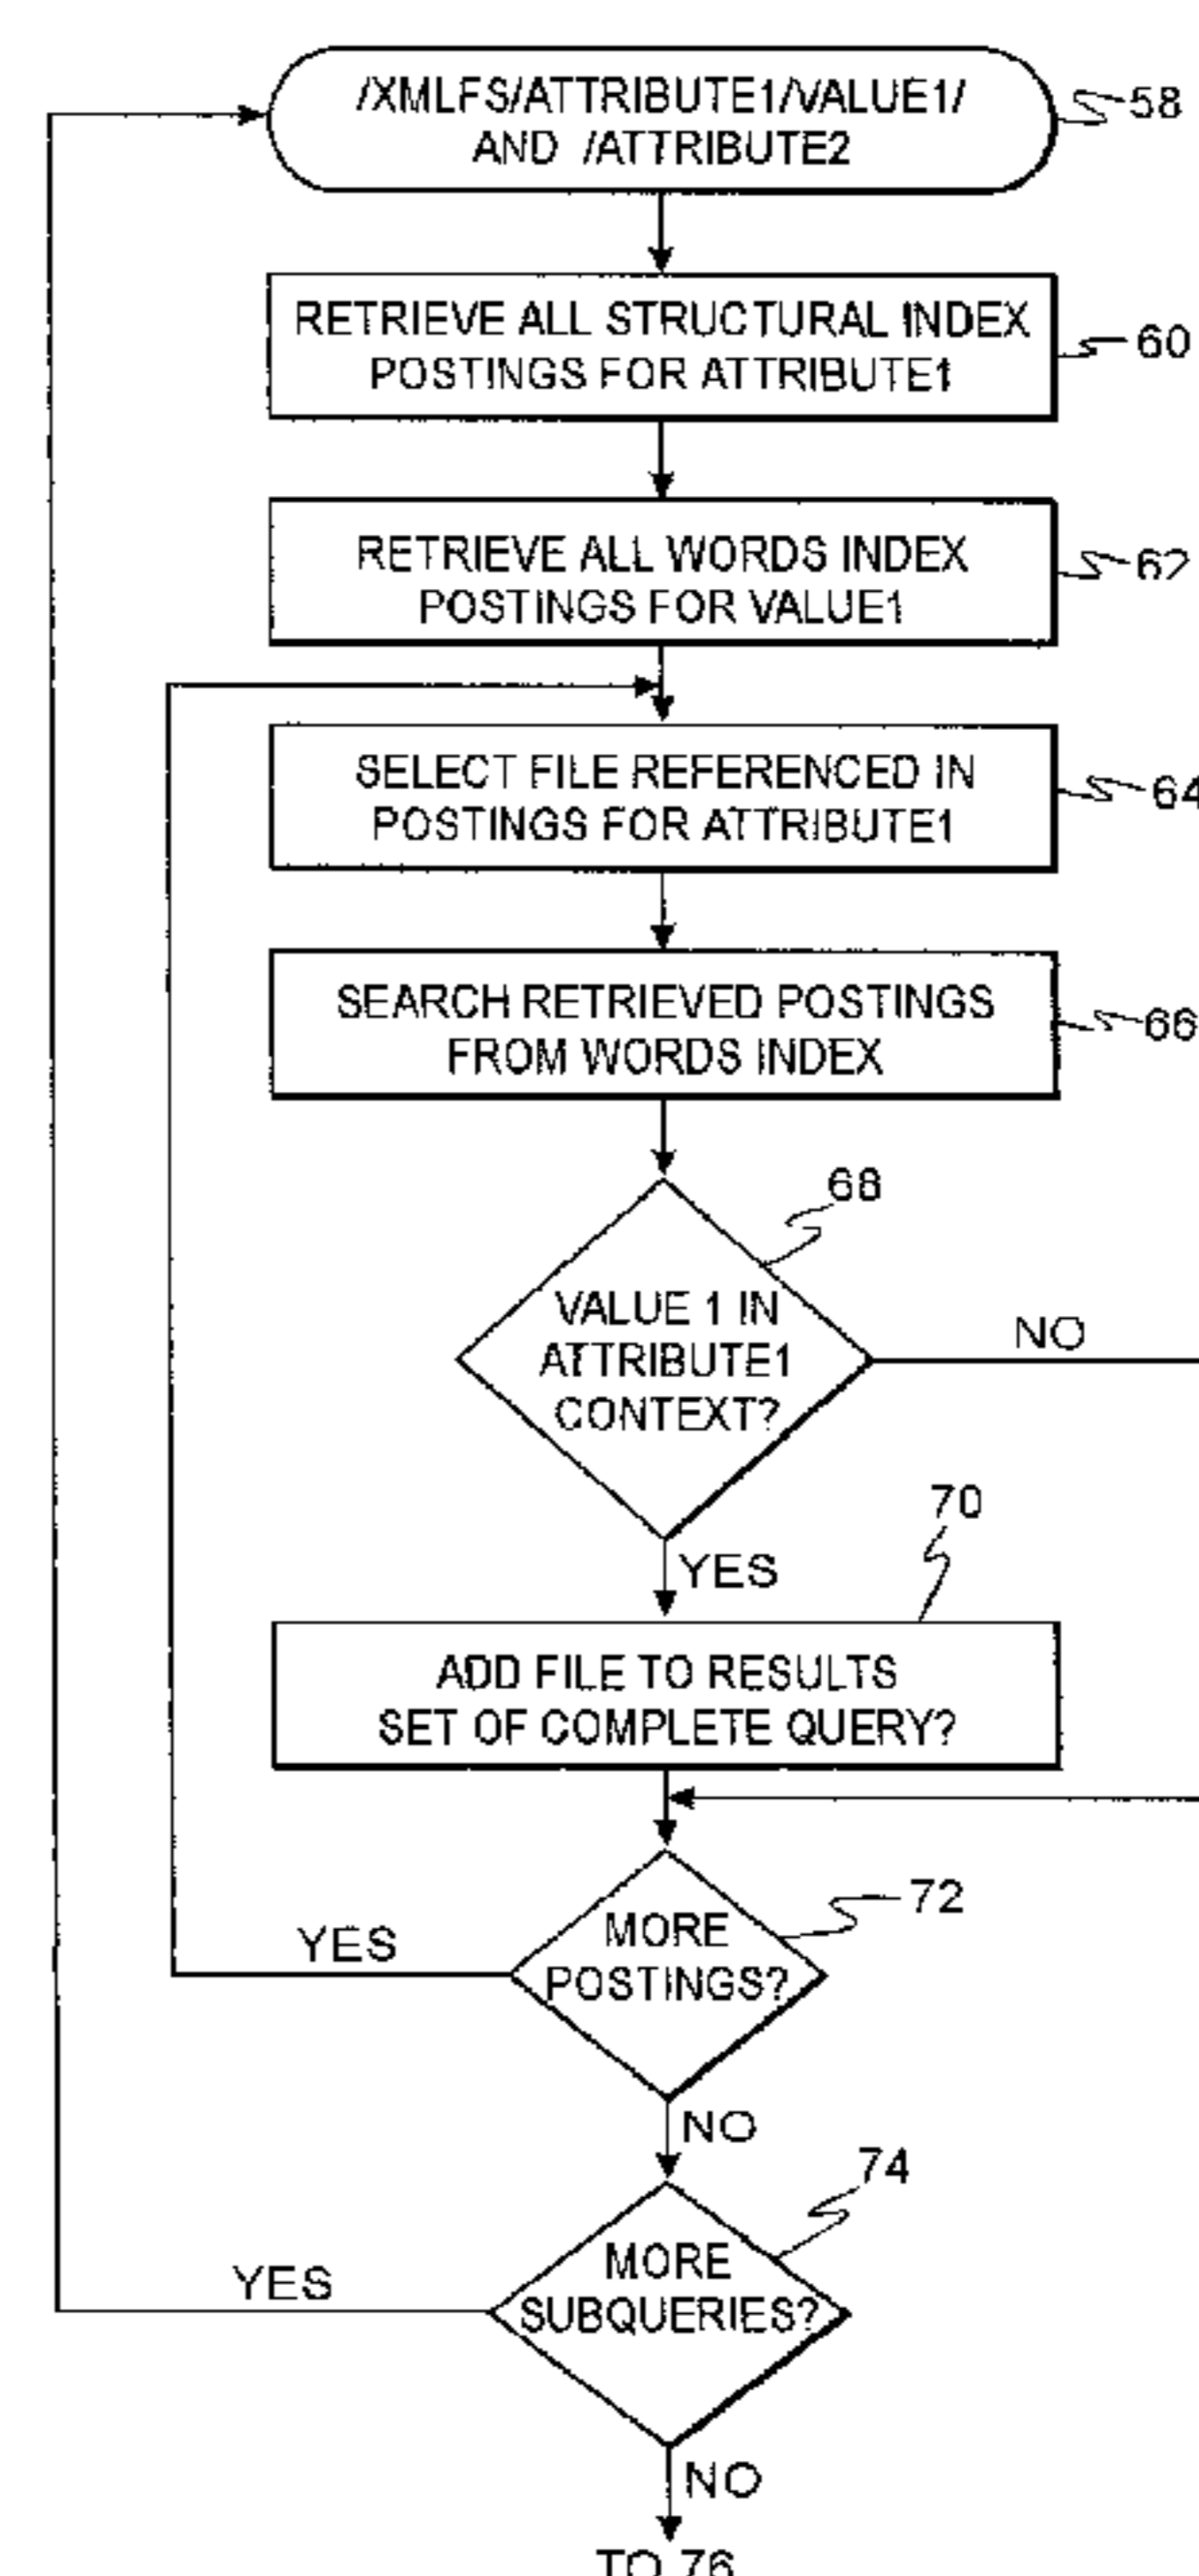 /XMLFS/ATTRIBUTE1/VALUE1/
AND /ATTRIBUTE2
58
RETRIEVE ALL STRUCTURAL INDEX
POSTINGS FOR ATTRIBUTE1
60
RETRIEVE ALL WORDS INDEX
POSTINGS FOR VALUE1
62
SELECT FILE REFERENCED IN
POSTINGS FOR ATTRIBUTE1
64
SEARCH RETRIEVED POSTINGS
FROM WORDS INDEX
66
68
VALUE 1 IN
ATTRIBUTE1
CONTEXT?
NO
YES
70
ADD FILE TO RESULTS
SET OF COMPLETE QUERY?
72
MORE
POSTINGS?
YES
NO
74
MORE
SUBQUERIES?
YES
NO
TO 76